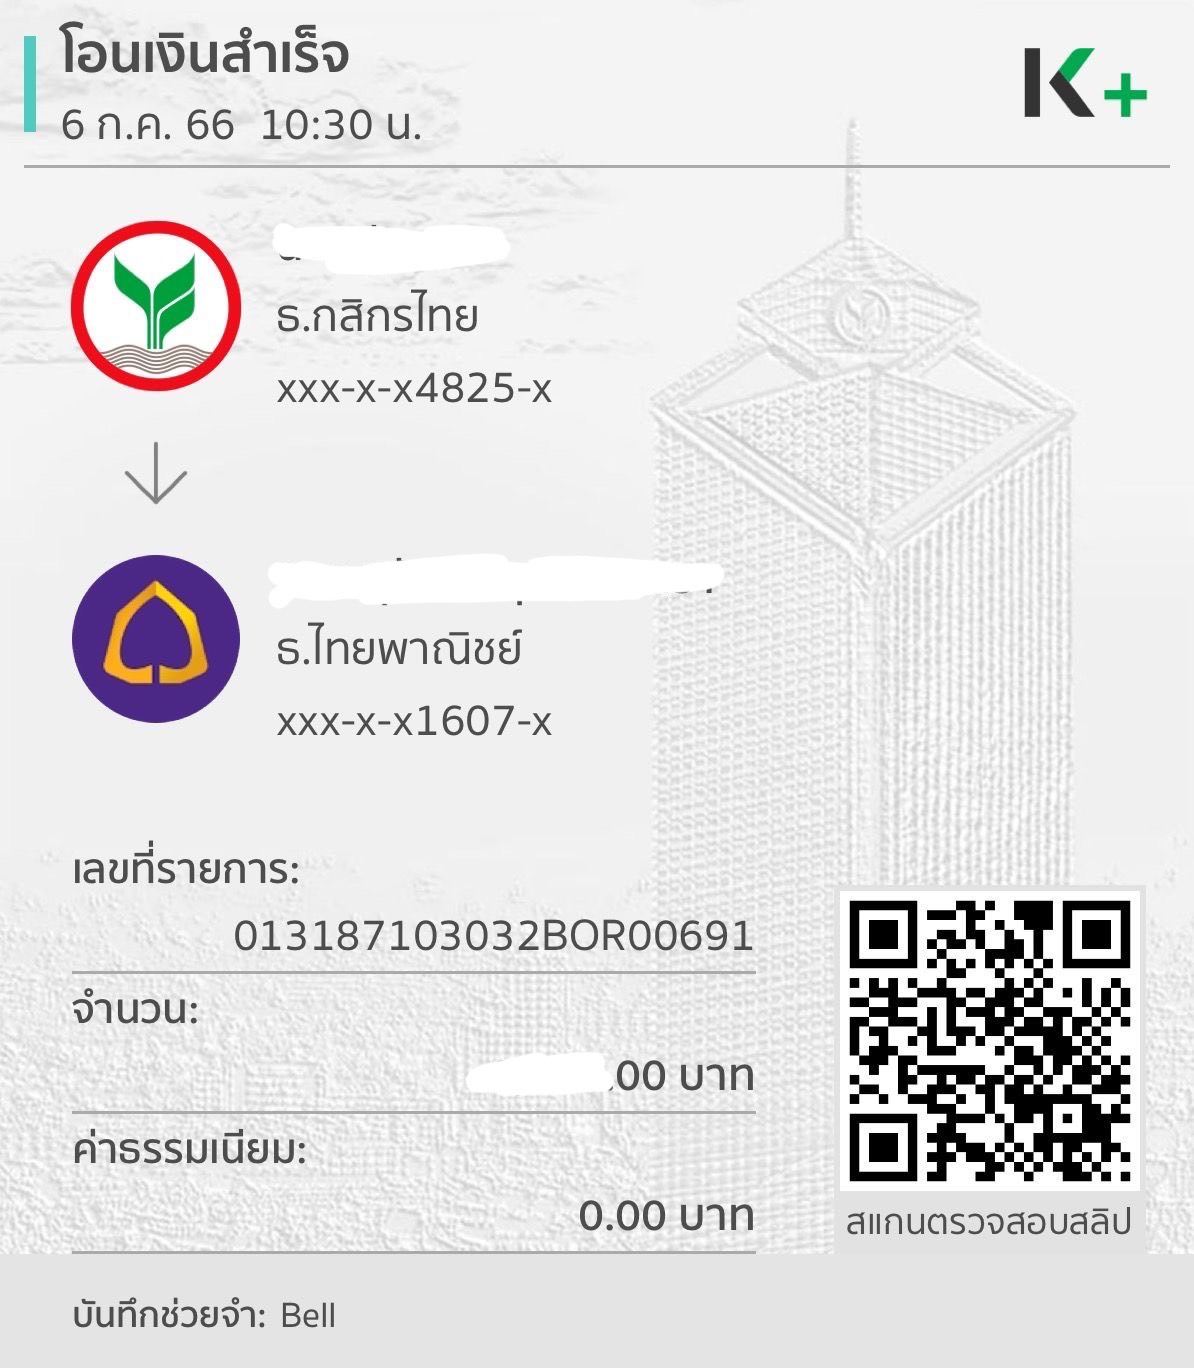 โอนเงินสำเร็จ
6 ก.ค. 66 10:30 น.
K+
ธ.กสิกรไทย
xxx-x-x4825-x
ธ.ไทยพาณิชย์
xxx-x-x1607-x
เลขที่รายการ:
013187103032BOR00691
จำนวน:
.00 บาท
ค่าธรรมเนียม:
0.00 บาท
สแกนตรวจสอบสลิป
บันทึกช่วยจำ: Bell